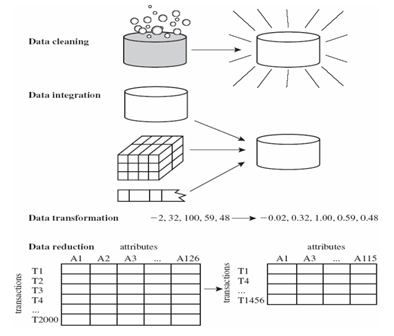 Data cleaning
Data integration
Data transformation −2, 32, 100, 59, 48 −0.02, 0.32, 1.00, 0.59, 0.48
Data reduction attributes attributes
A1 A2 A3 ... A126 A1 A3 ... A115
transactions transactions
T1 T1
T2 T4
T3 ...
T4 T1456
...
T2000